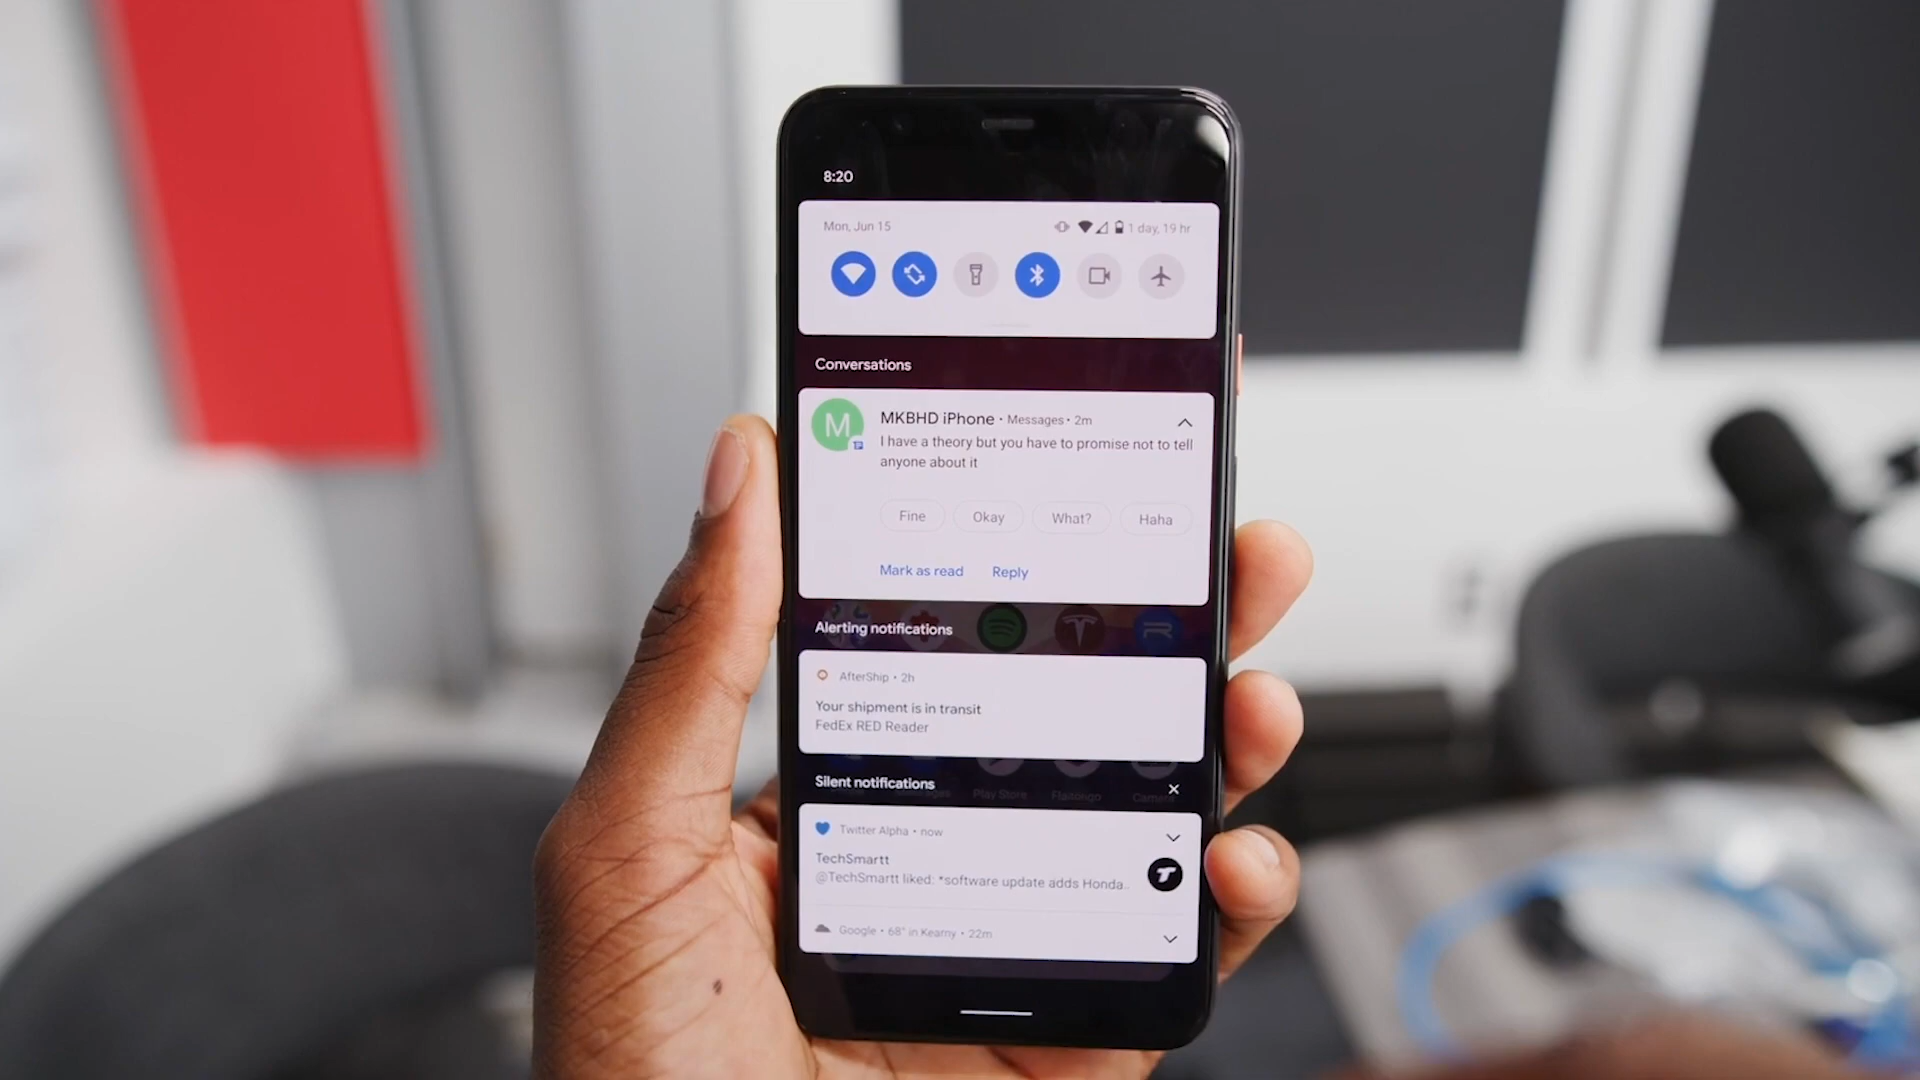 8:20
Mon, Jun 15
1 day, 19 hr
Conversations
M
MKBHD iPhone • Messages • 2m
I have a theory but you have to promise not to tell
anyone about it
Fine
Okay
What?
Haha
Mark as read
Reply
Alerting notifications
AfterShip • 2h
Your shipment is in transit
FedEx RED Reader
Silent notifications
Play Store
Twitter Alpha • now
TechSmartt
@TechSmartt liked: *software update adds Honda..
Google • 68° in Kearny • 22m